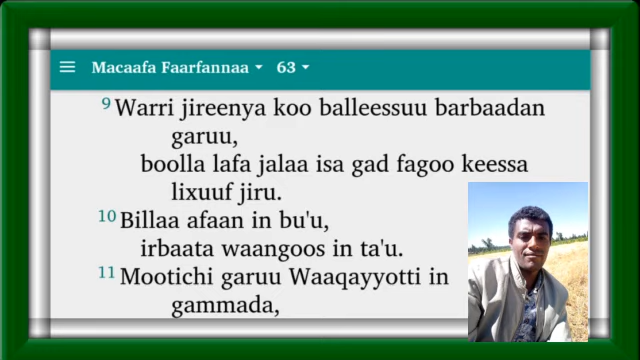 Macaafa Faarfannaa 63
9 Warri jireenya koo balleessuu barbaadan
garuu,
boolla lafa jalaa isa gad fagoo keessa
lixuuf jiru.
10 Billaa afaan in bu'u,
irbaata waangoos in ta'u.
11 Mootichi garuu Waaqayyotti in
gammada,